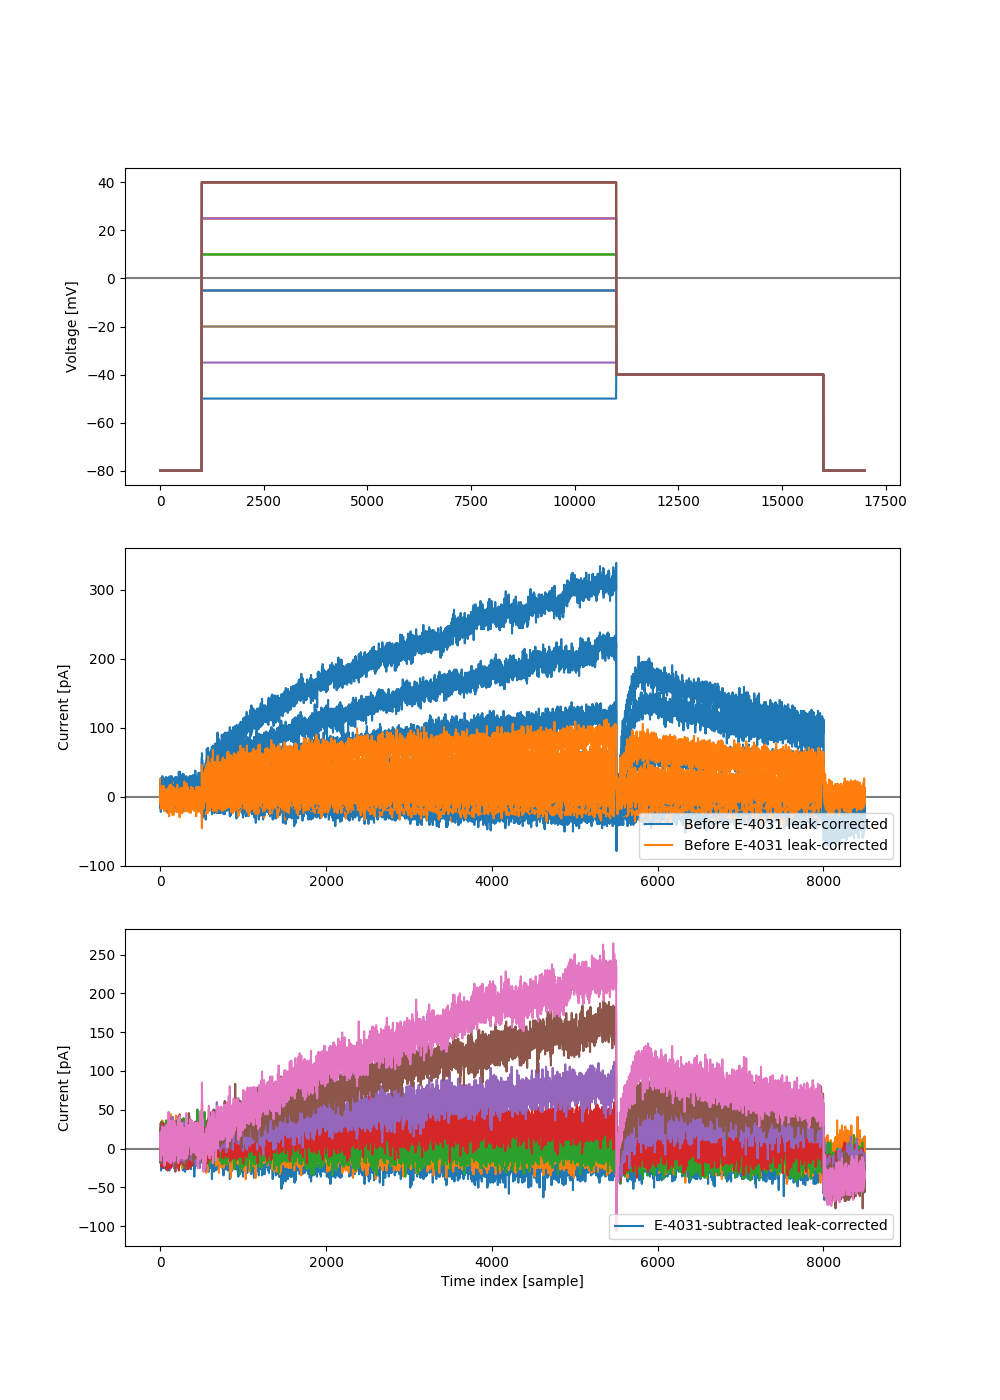 40
20
0
−20
−40
−60
−80
Voltage [mV]
0 2500 5000 7500 10000 12500 15000 17500
300
200
100
0
−100
Current [pA]
Before E-4031 leak-corrected
Before E-4031 leak-corrected
0 2000 4000 6000 8000
250
200
150
100
50
0
−50
−100
Current [pA]
E-4031-subtracted leak-corrected
0 2000 4000 6000 8000
Time index [sample]